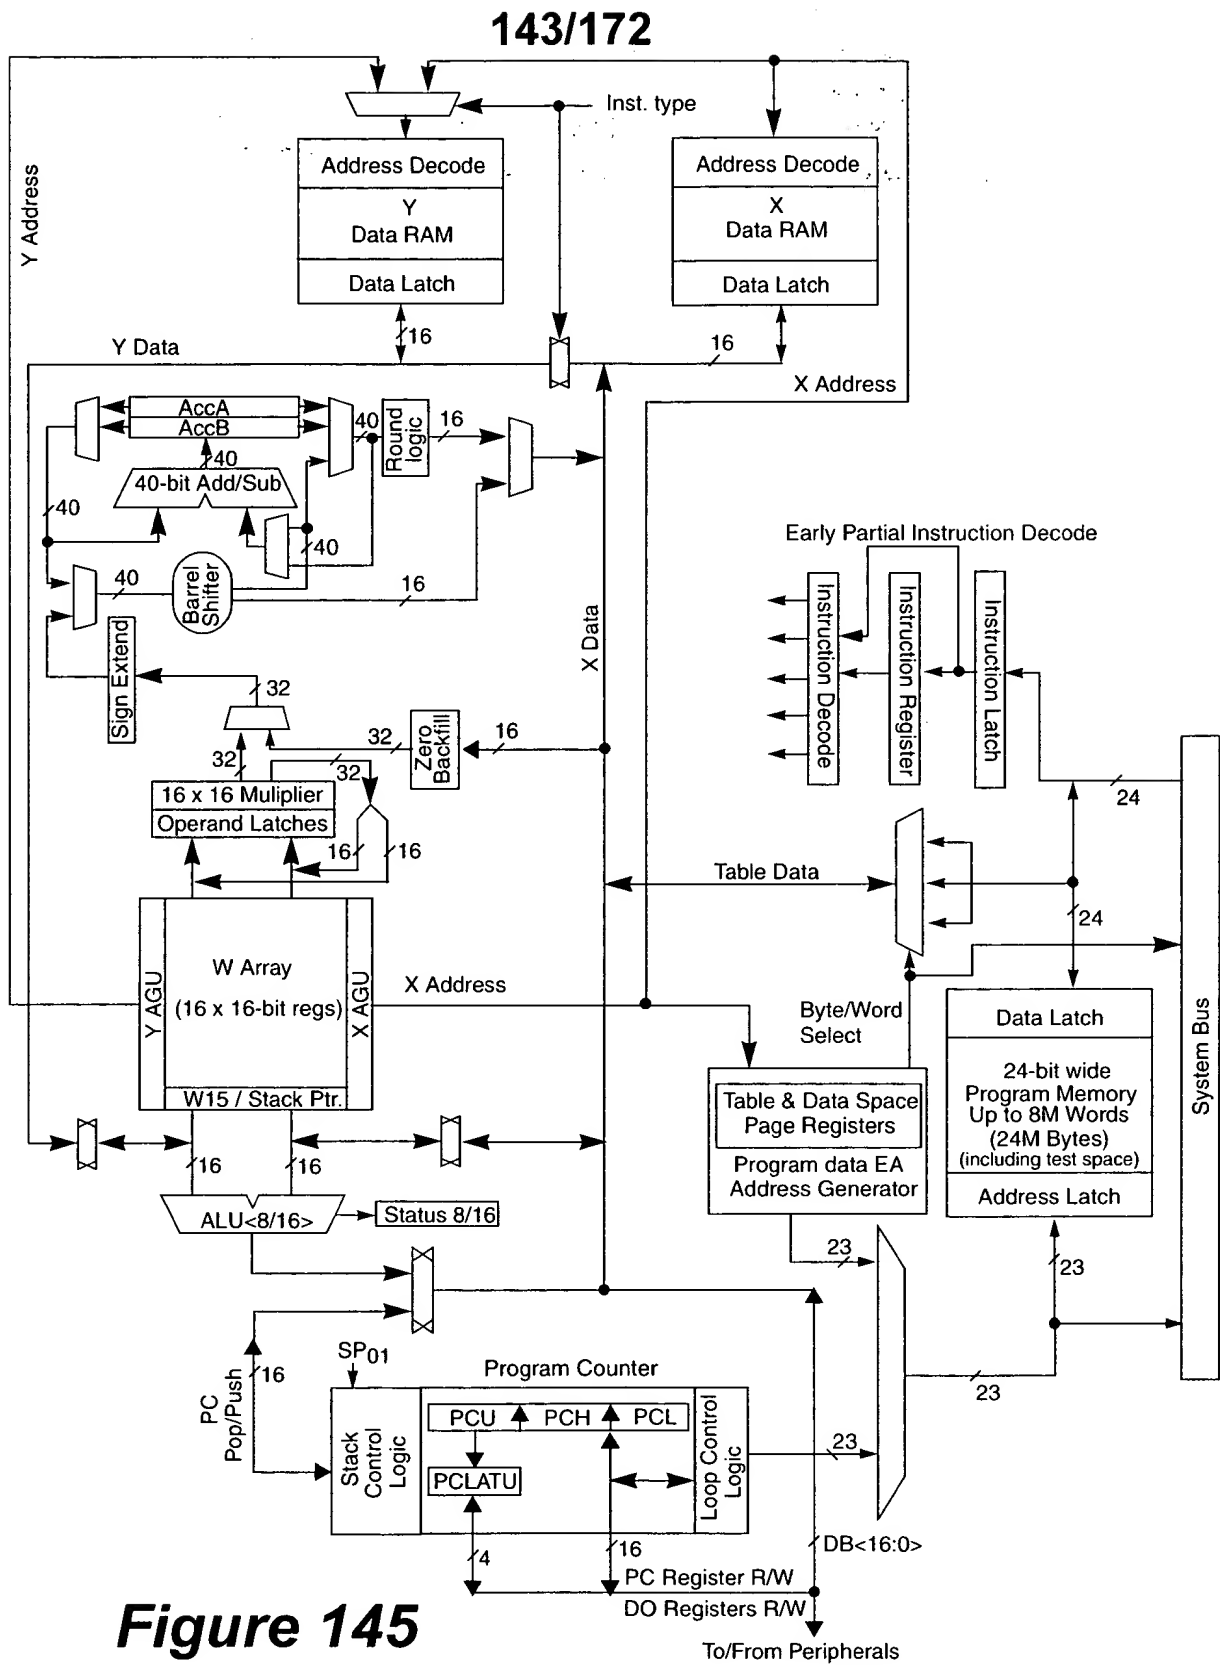 143/172
Inst. type
Address Decode
Y
Data RAM
Data Latch
Address Decode
X
Data RAM
Data Latch
Y Address
16
16
Y Data
X Address
AccA
AccB
40
Round logic
16
40
40-bit Add/Sub
40
40
40
Barrel Shifter
16
Sign Extend
32
X Data
Early Partial Instruction Decode
Instruction Decode
Instruction Register
Instruction Latch
32
Zero Backfill
16
32
32
16 x 16 Muliplier
Operand Latches
16
16
24
Table Data
24
W Array
(16 x 16-bit regs)
Y AGU
X AGU
X Address
W15 / Stack Ptr.
Byte/Word
Select
Data Latch
24-bit wide
Program Memory
Up to 8M Words
(24M Bytes)
(including test space)
Address Latch
System Bus
Table & Data Space
Page Registers
Program data EA
Address Generator
16
16
ALU<8/16>
Status 8/16
23
23
23
SP01
Program Counter
PC
Pop/Push
16
Stack
Control
Logic
PCU
PCH
PCL
PCLATU
Loop Control
Logic
23
4
16
DB<16:0>
PC Register R/W
DO Registers R/W
To/From Peripherals
Figure 145